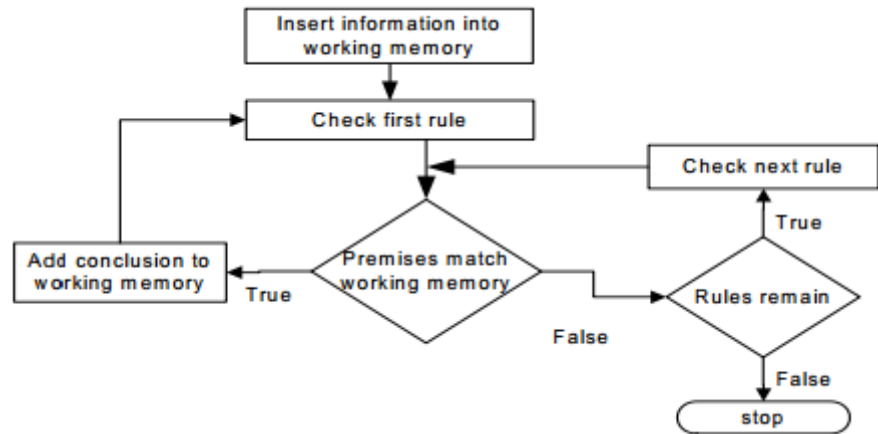 Insert information into
working memory
Check first rule
Check next rule
True
Add conclusion to
working memory
Premises match
working memory
True
Rules remain
False
False
stop